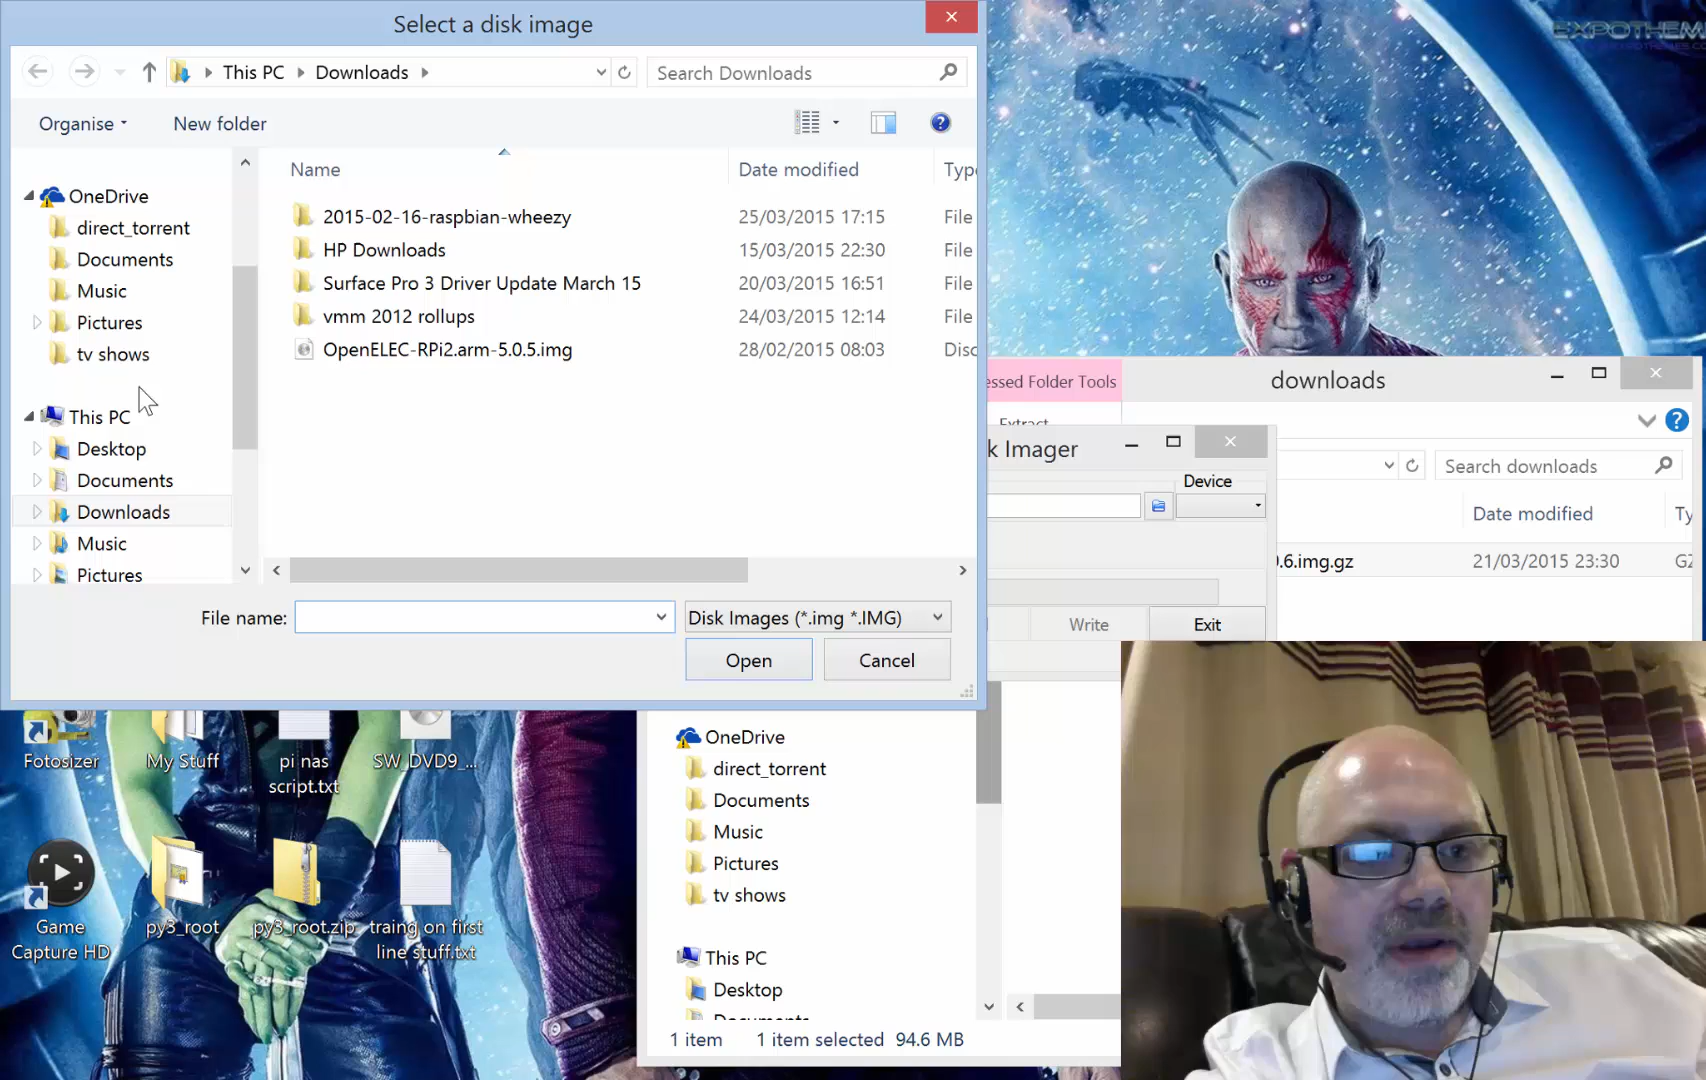 Select a disk image
This PC Downloads
Search Downloads
Organise
New folder
Name
Date modified
Type
OneDrive
direct_torrent
Documents
Music
Pictures
tv shows
This PC
Desktop
Documents
Downloads
Music
Pictures
2015-02-16-raspbian-wheezy 25/03/2015 17:15 File
HP Downloads 15/03/2015 22:30 File
Surface Pro 3 Driver Update March 15 20/03/2015 16:51 File
vmm 2012 rollups 24/03/2015 12:14 File
OpenELEC-RPi2.arm-5.0.5.img 28/02/2015 08:03 Disc
File name:
Disk Images (*.img *.IMG)
Open
Cancel
EXPOTHEM
essed Folder Tools
downloads
Extract
k Imager
Device
Write
Exit
Search downloads
Date modified
Ty
.6.img.gz 21/03/2015 23:30 GZ
Fotosizer
My Stuff
pi nas
script.txt
SW_DVD9_...
Game
Capture HD
py3_root
py3_root.zip
traing on first
line stuff.txt
OneDrive
direct_torrent
Documents
Music
Pictures
tv shows
This PC
Desktop
Documents
1 item 1 item selected 94.6 MB